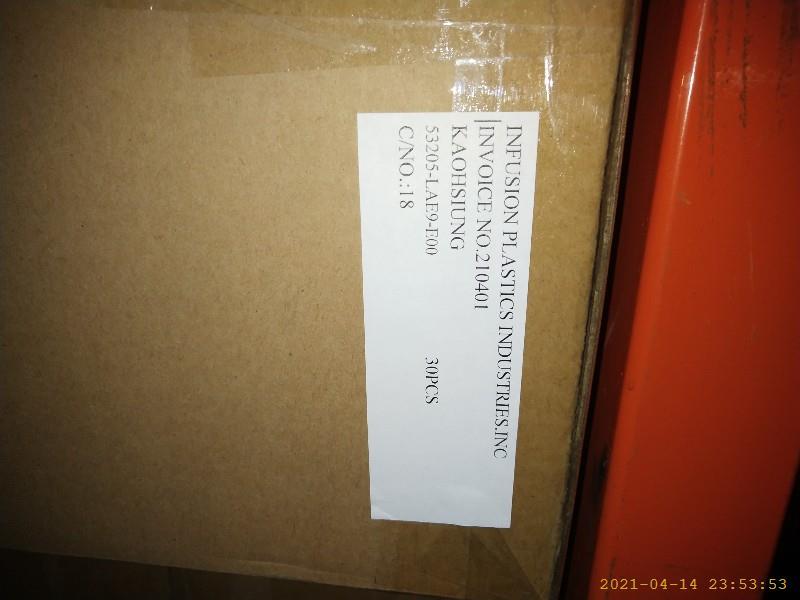 INFUSION PLASTICS INDUSTRIES.INC
INVOICE NO.210401
KAOHSIUNG
53205-LAE9-E00 30PCS
C/NO.:18
2021-04-14 23:53:53